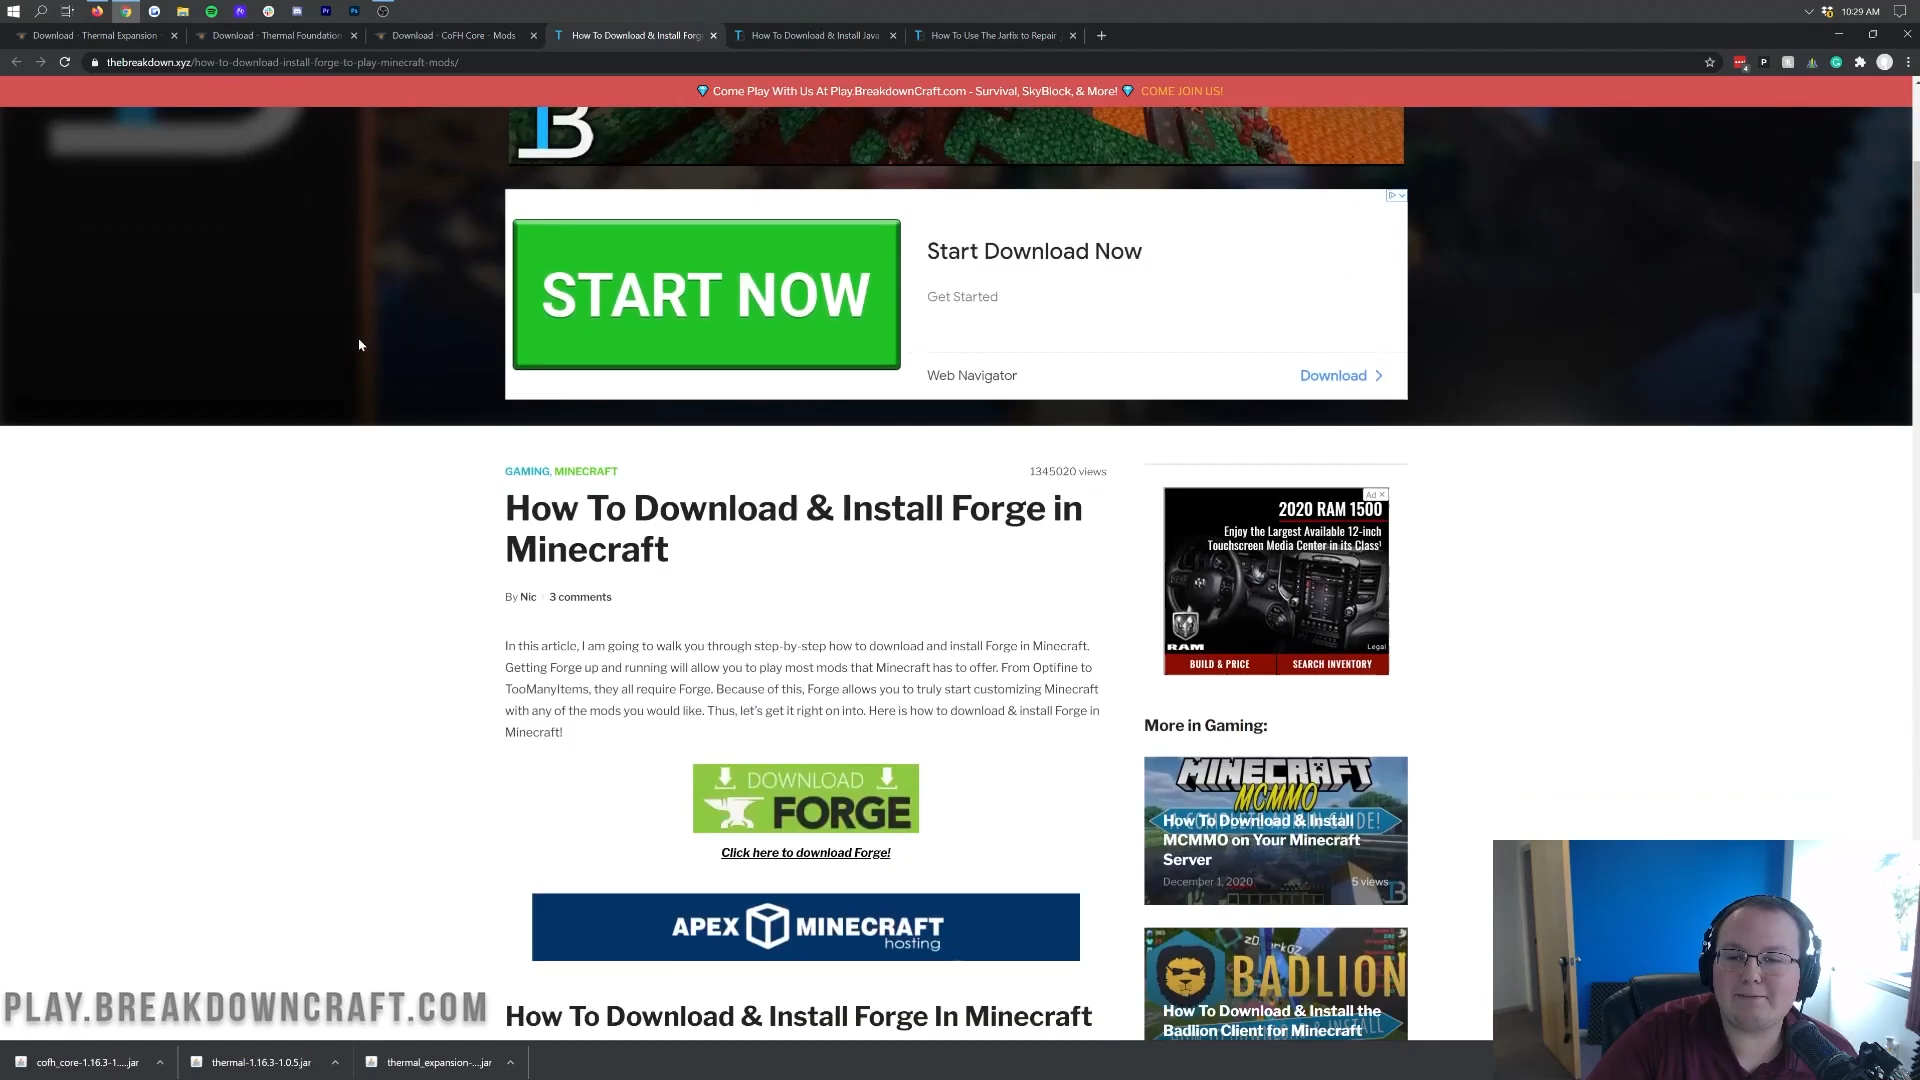 10:29 AM
Download - Thermal Expansion
Download - Thermal Foundation
Download - CoFH Core - Mods
How To Download & Install Forg
How To Download & Install Java
How To Use The Jarfix to Repair
thebreakdown.xyz/how-to-download-install-forge-to-play-minecraft-mods/
Come Play With Us At Play.BreakdownCraft.com - Survival, SkyBlock, & More! COME JOIN US!
START NOW
Start Download Now
Get Started
Web Navigator
Download
GAMING, MINECRAFT
1345020 views
How To Download & Install Forge in
Minecraft
By Nic
3 comments
In this article, I am going to walk you through step-by-step how to download and install Forge in Minecraft.
Getting Forge up and running will allow you to play most mods that Minecraft has to offer. From Optifine to
TooManyItems, they all require Forge. Because of this, Forge allows you to truly start customizing Minecraft
with any of the mods you would like. Thus, let's get it right on into. Here is how to download & install Forge in
Minecraft!
DOWNLOAD
FORGE
Click here to download Forge!
APEX MINECRAFT
hosting
How To Download & Install Forge In Minecraft
Ad
2020 RAM 1500
Enjoy the Largest Available 12-inch
Touchscreen Media Center in its Class¹
RAM
Legal
BUILD & PRICE
SEARCH INVENTORY
More in Gaming:
MINECRAFT
MCMMO
How To Download & Install
MCMMO on Your Minecraft
Server
December 1, 2020
5 views
BADLION
How To Download & Install the
Badlion Client for Minecraft
PLAY.BREAKDOWNCRAFT.COM
cofh_core-1.16.3-1....jar
thermal-1.16.3-1.0.5.jar
thermal_expansion-....jar